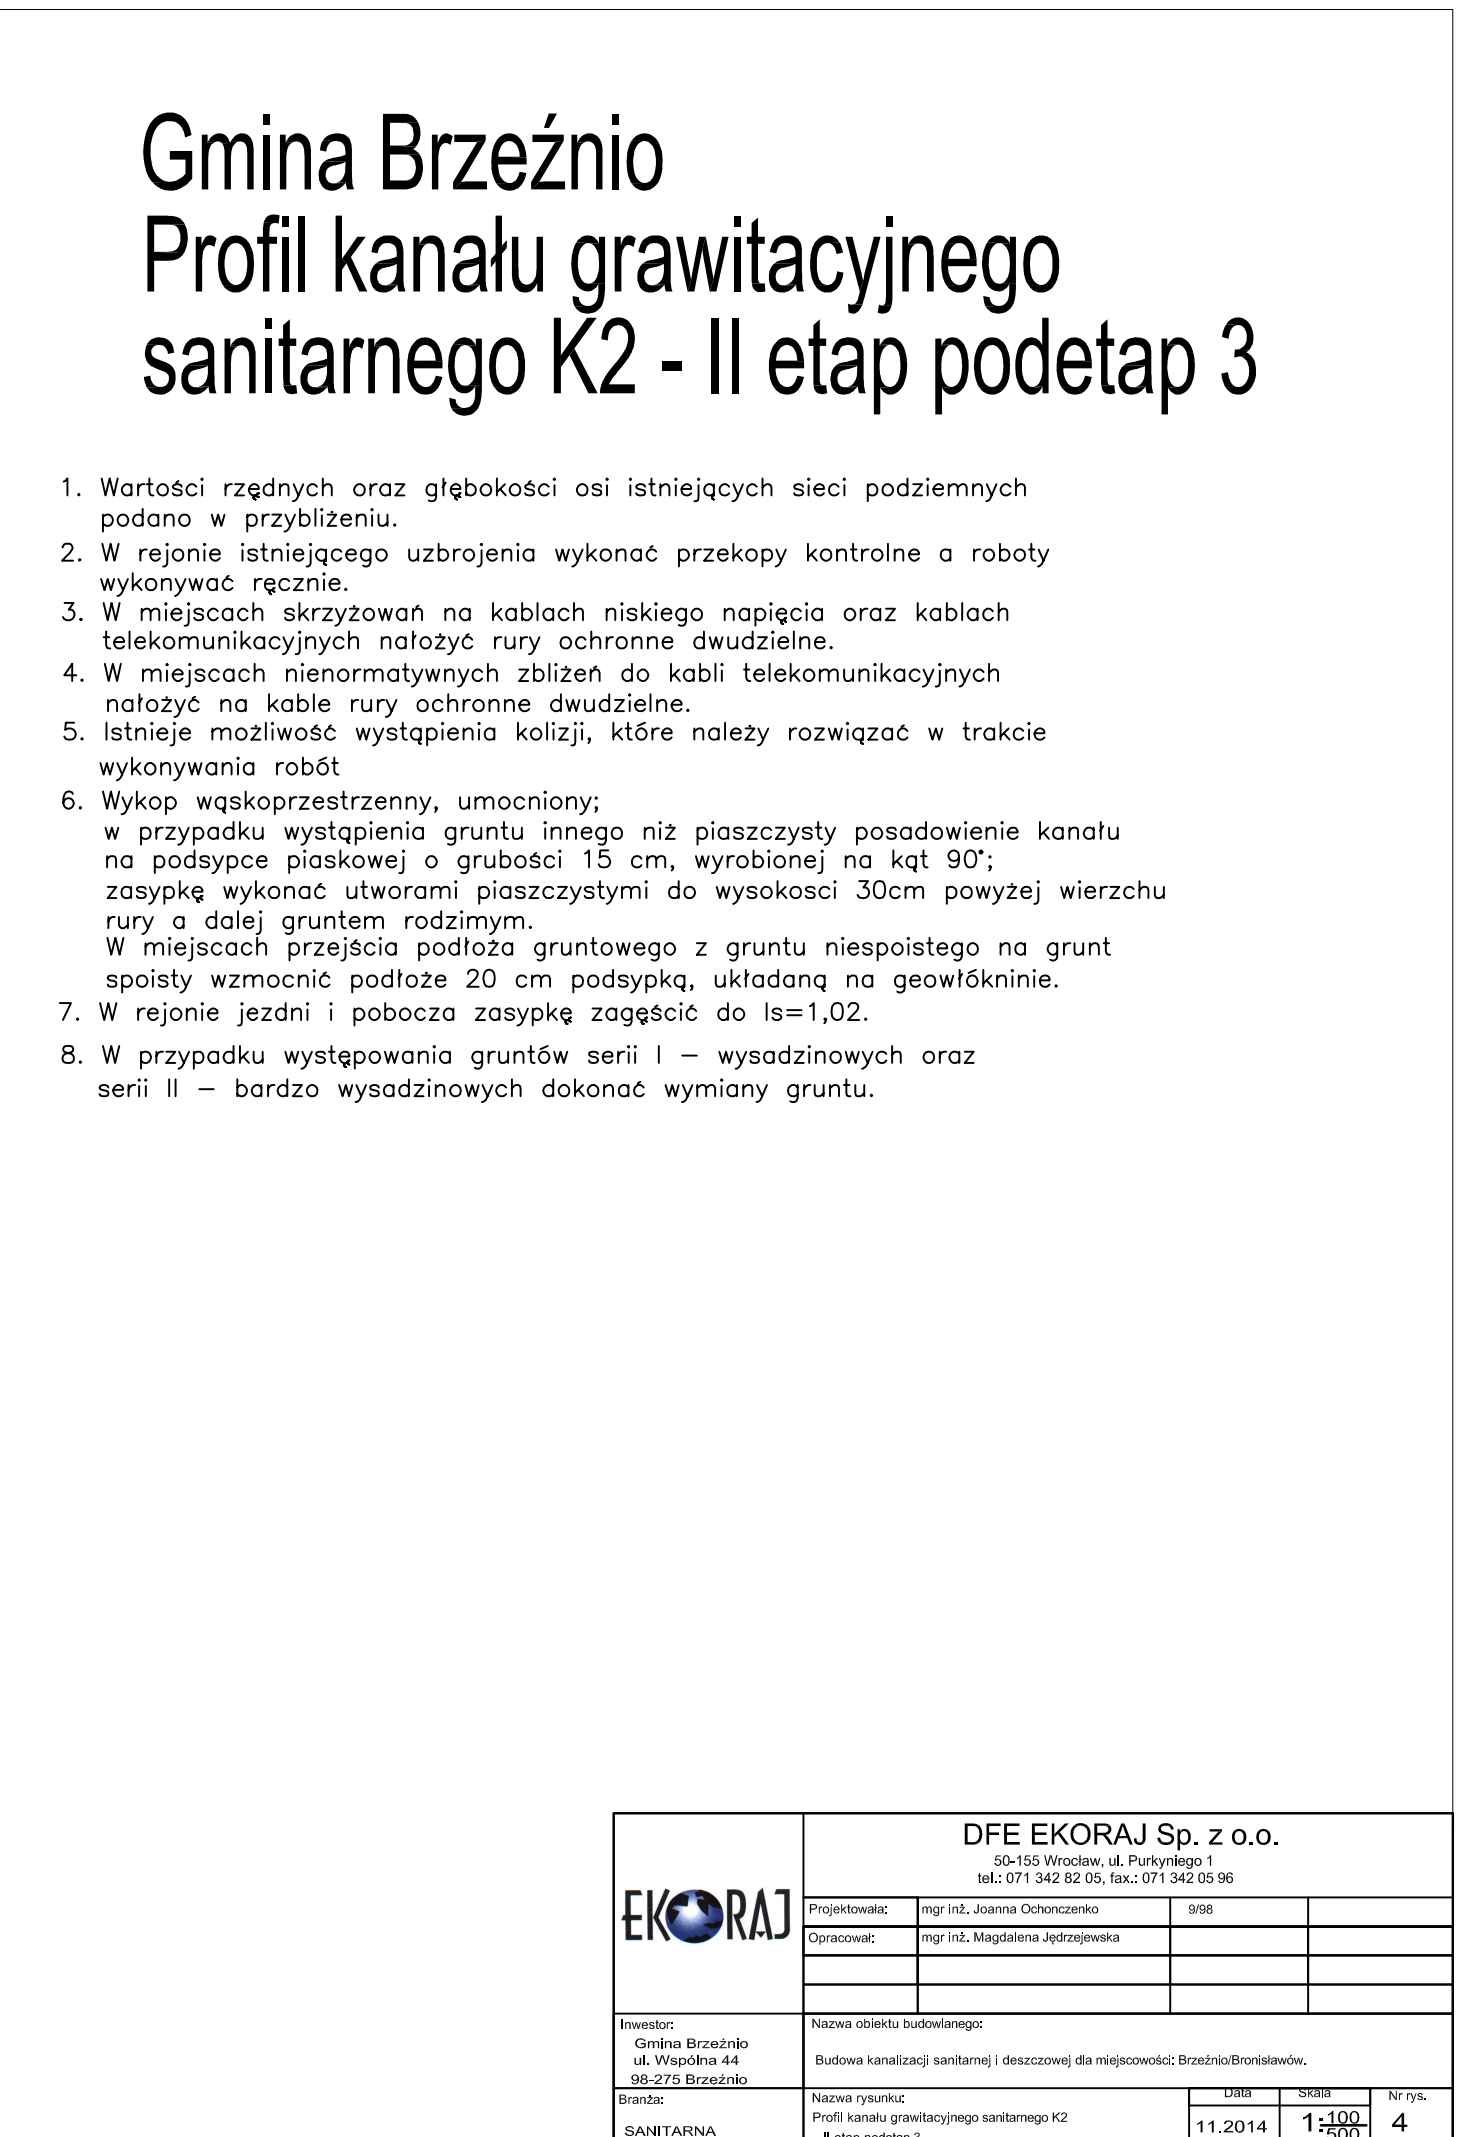 Gmina Brzeźnio
Profil kanału grawitacyjnego
sanitarnego K2 - II etap podetap 3
1. Wartości rzędnych oraz głębokości osi istniejących sieci podziemnych
podano w przybliżeniu.
2. W rejonie istniejącego uzbrojenia wykonać przekopy kontrolne a roboty
wykonywać ręcznie.
3. W miejscach skrzyżowań na kablach niskiego napięcia oraz kablach
telekomunikacyjnych nałożyć rury ochronne dwudzielne.
4. W miejscach nienormatywnych zbliżeń do kabli telekomunikacyjnych
nałożyć na kable rury ochronne dwudzielne.
5. Istnieje możliwość wystąpienia kolizji, które należy rozwiązać w trakcie
wykonywania robót
6. Wykop wąskoprzestrzenny, umocniony;
w przypadku wystąpienia gruntu innego niż piaszczysty posadowienie kanału
na podsypce piaskowej o grubości 15 cm, wyrobionej na kąt 90°;
zasypkę wykonać utworami piaszczystymi do wysokosci 30cm powyżej wierzchu
rury a dalej gruntem rodzimym.
W miejscach przejścia podłoża gruntowego z gruntu niespoistego na grunt
spoisty wzmocnić podłoże 20 cm podsypką, układaną na geowłókninie.
7. W rejonie jezdni i pobocza zasypkę zagęścić do Is=1,02.
8. W przypadku występowania gruntów serii I – wysadzinowych oraz
serii II – bardzo wysadzinowych dokonać wymiany gruntu.
EKORAJ
DFE EKORAJ Sp. z o.o.
50-155 Wrocław, ul. Purkyniego 1
tel.: 071 342 82 05, fax.: 071 342 05 96
Projektowała: mgr inż. Joanna Ochonczenko 9/98
Opracował: mgr inż. Magdalena Jędrzejewska
Inwestor:
Gmina Brzeźnio
ul. Wspólna 44
98-275 Brzeźnio
Nazwa obiektu budowlanego:
Budowa kanalizacji sanitarnej i deszczowej dla miejscowości: Brzeźnio/Bronisławów.
Branża:
SANITARNA
Nazwa rysunku:
Profil kanału grawitacyjnego sanitarnego K2
II etap podetap 3
Data Skala Nr rys.
11.2014 1:100/500 4